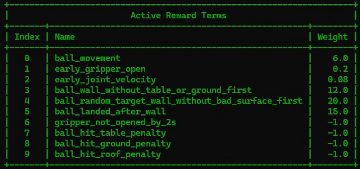 Active Reward Terms
Index | Name | Weight
0 | ball_movement | 6.0
1 | early_gripper_open | 0.2
2 | early_joint_velocity | 0.08
3 | ball_wall_without_table_or_ground_first | 12.0
4 | ball_random_target_wall_without_bad_surface_first | 20.0
5 | ball_landed_after_wall | 15.0
6 | gripper_not_opened_by_2s | -1.0
7 | ball_hit_table_penalty | -1.0
8 | ball_hit_ground_penalty | -1.0
9 | ball_hit_roof_penalty | -1.0